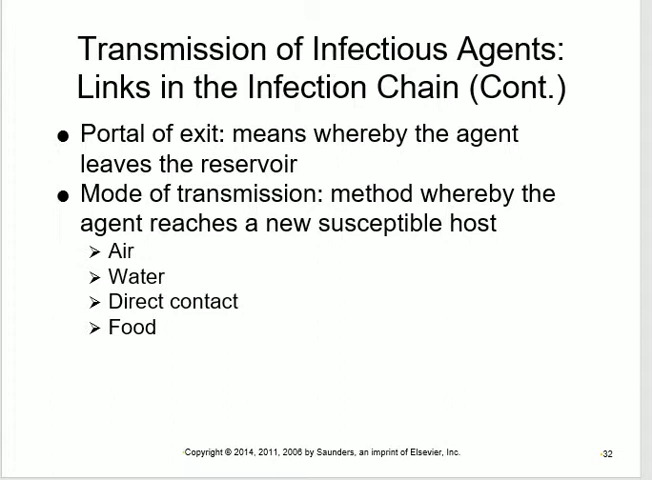 Transmission of Infectious Agents:
Links in the Infection Chain (Cont.)
● Portal of exit: means whereby the agent
leaves the reservoir
● Mode of transmission: method whereby the
agent reaches a new susceptible host
➢ Air
➢ Water
➢ Direct contact
➢ Food
Copyright © 2014, 2011, 2006 by Saunders, an imprint of Elsevier, Inc.
32